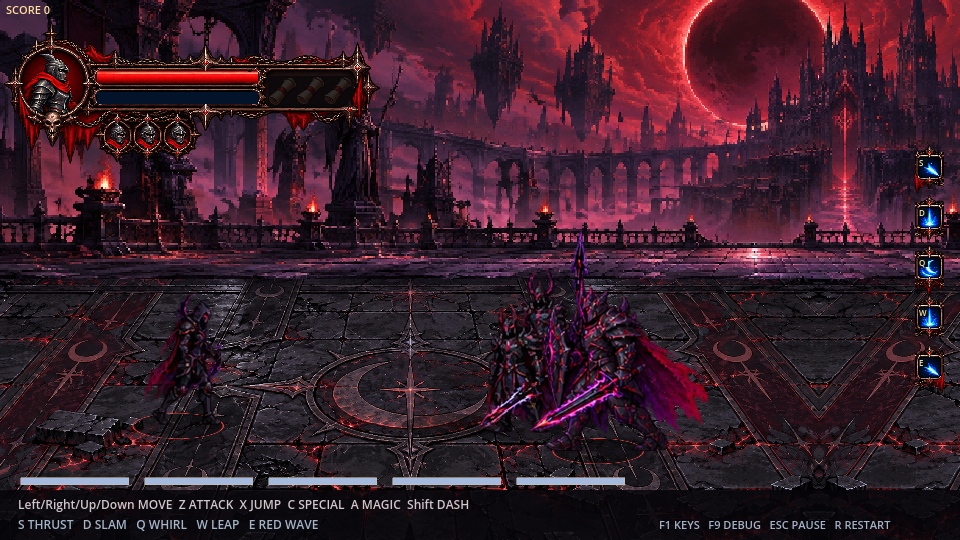 SCORE 0
S
D
Q
W
E
Left/Right/Up/Down MOVE Z ATTACK X JUMP C SPECIAL A MAGIC Shift DASH
S THRUST D SLAM Q WHIRL W LEAP E RED WAVE F1 KEYS F9 DEBUG ESC PAUSE R RESTART